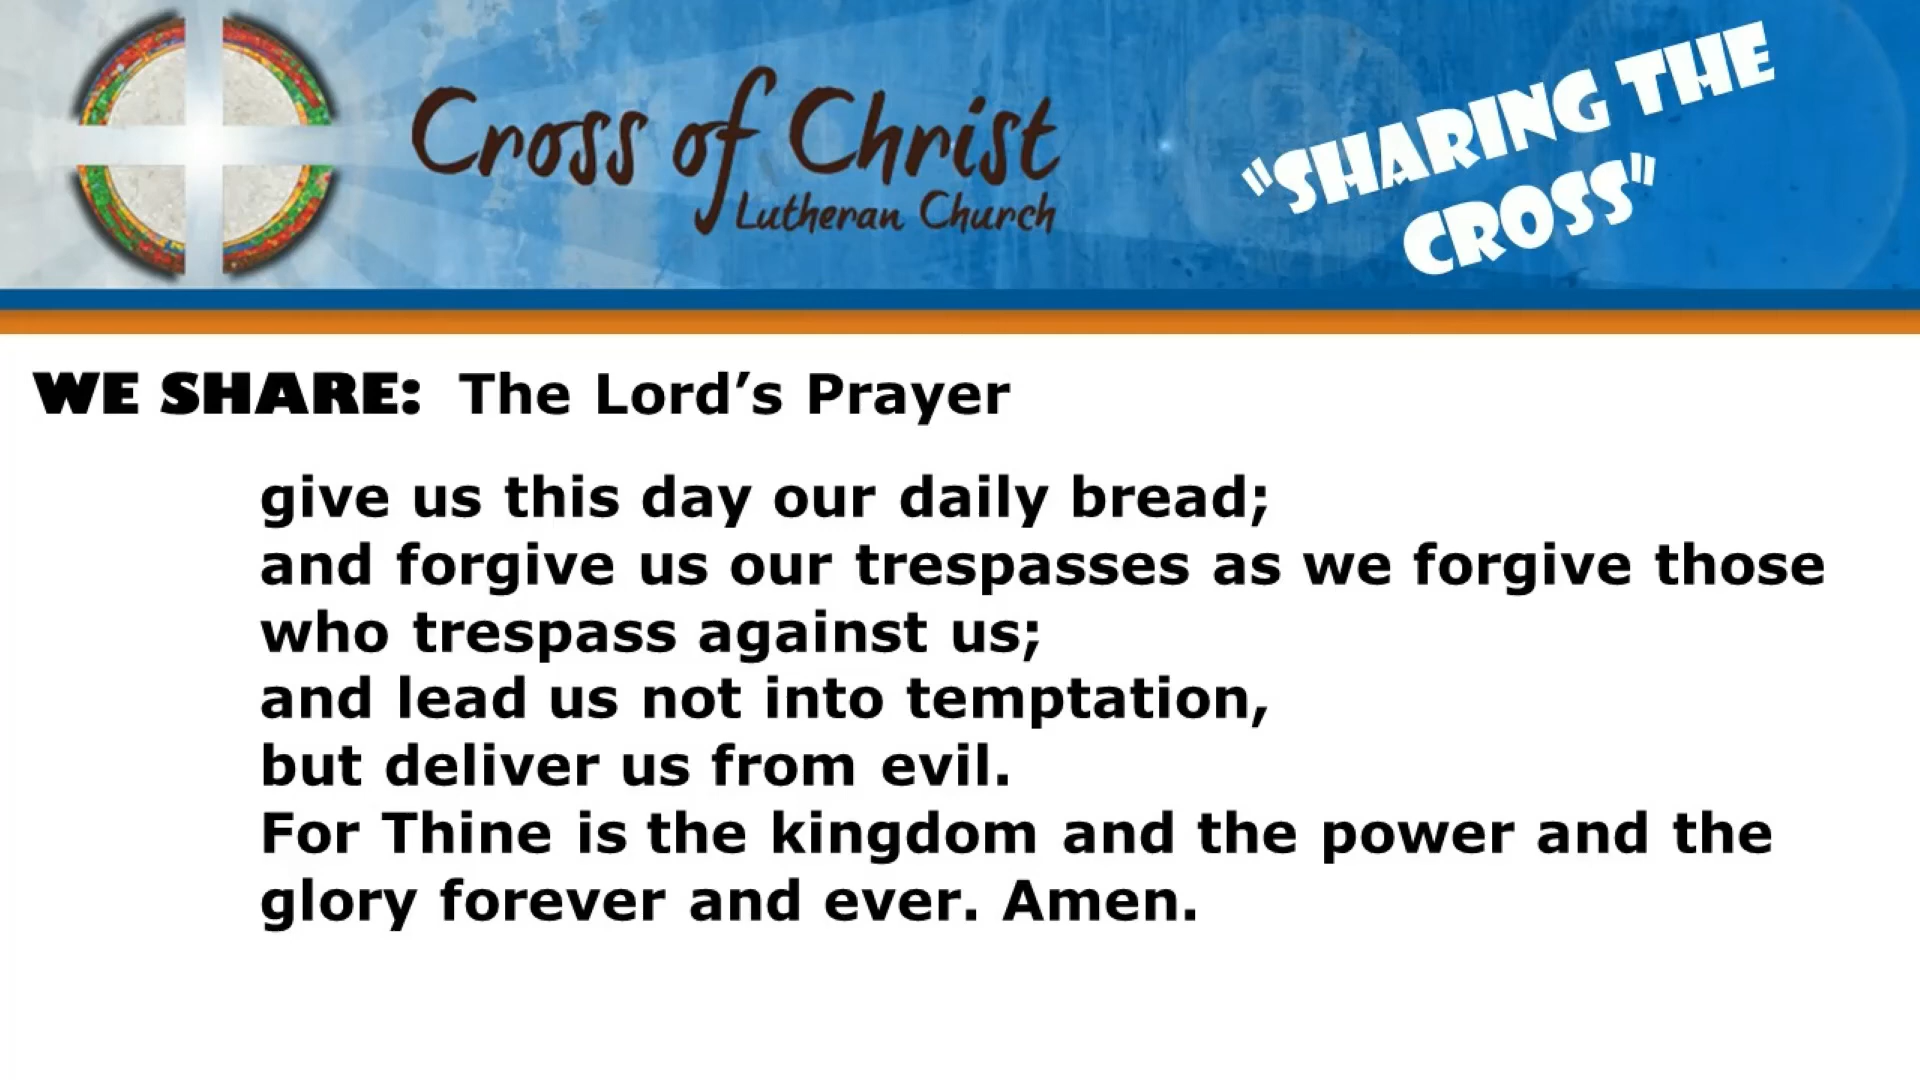 Cross of Christ
Lutheran Church
"SHARING THE
CROSS"
WE SHARE: The Lord’s Prayer
give us this day our daily bread;
and forgive us our trespasses as we forgive those
who trespass against us;
and lead us not into temptation,
but deliver us from evil.
For Thine is the kingdom and the power and the
glory forever and ever. Amen.